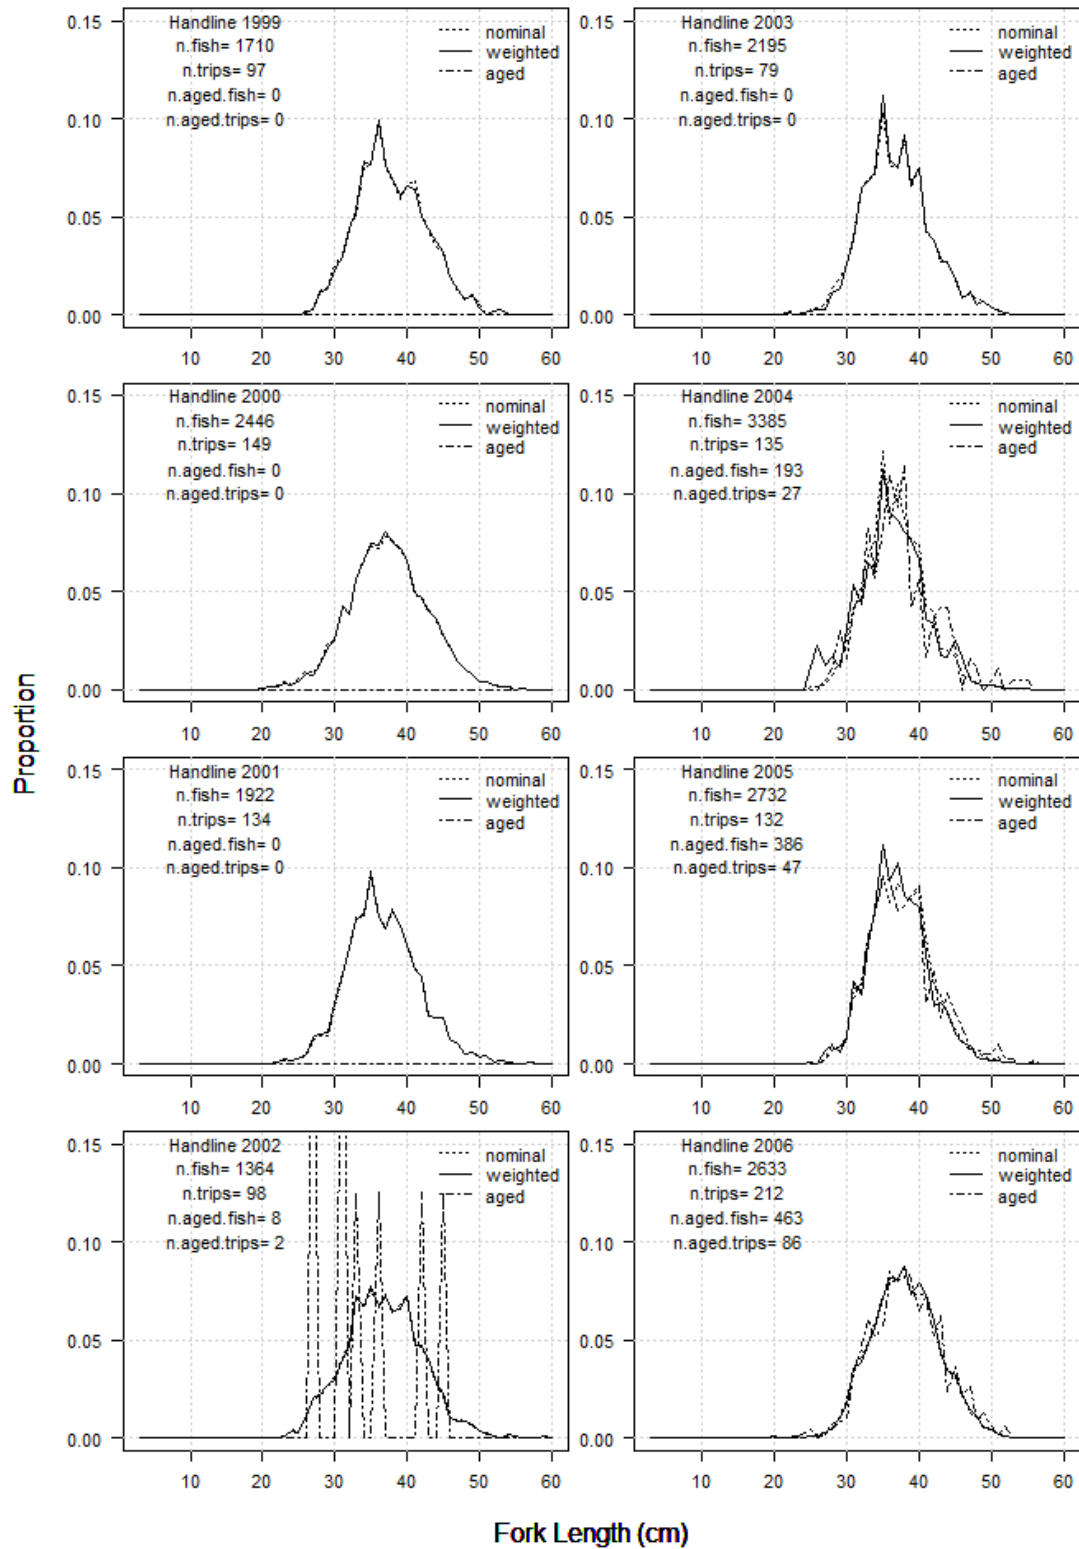 Proportion
Handline 1999
n.fish= 1710
n.trips= 97
n.aged.fish= 0
n.aged.trips= 0
nominal
weighted
aged
0.15
0.10
0.05
0.00
10 20 30 40 50 60
Handline 2003
n.fish= 2195
n.trips= 79
n.aged.fish= 0
n.aged.trips= 0
nominal
weighted
aged
0.15
0.10
0.05
0.00
10 20 30 40 50 60
Handline 2000
n.fish= 2446
n.trips= 149
n.aged.fish= 0
n.aged.trips= 0
nominal
weighted
aged
0.15
0.10
0.05
0.00
10 20 30 40 50 60
Handline 2004
n.fish= 3385
n.trips= 135
n.aged.fish= 193
n.aged.trips= 27
nominal
weighted
aged
0.15
0.10
0.05
0.00
10 20 30 40 50 60
Handline 2001
n.fish= 1922
n.trips= 134
n.aged.fish= 0
n.aged.trips= 0
nominal
weighted
aged
0.15
0.10
0.05
0.00
10 20 30 40 50 60
Handline 2005
n.fish= 2732
n.trips= 132
n.aged.fish= 386
n.aged.trips= 47
nominal
weighted
aged
0.15
0.10
0.05
0.00
10 20 30 40 50 60
Handline 2002
n.fish= 1364
n.trips= 98
n.aged.fish= 8
n.aged.trips= 2
nominal
weighted
aged
0.15
0.10
0.05
0.00
10 20 30 40 50 60
Handline 2006
n.fish= 2633
n.trips= 212
n.aged.fish= 463
n.aged.trips= 86
nominal
weighted
aged
0.15
0.10
0.05
0.00
10 20 30 40 50 60
Fork Length (cm)